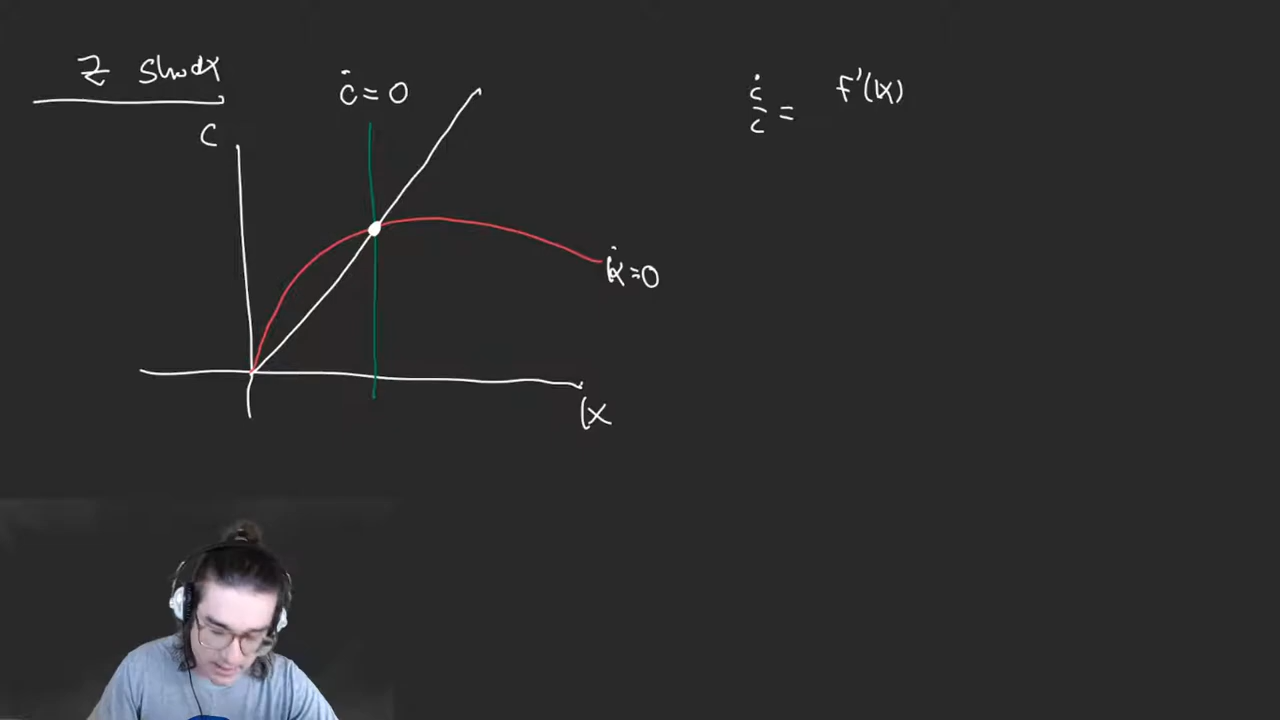 Z shock
ċ = 0
c
k̇ = 0
k
ċ/c = f'(k)